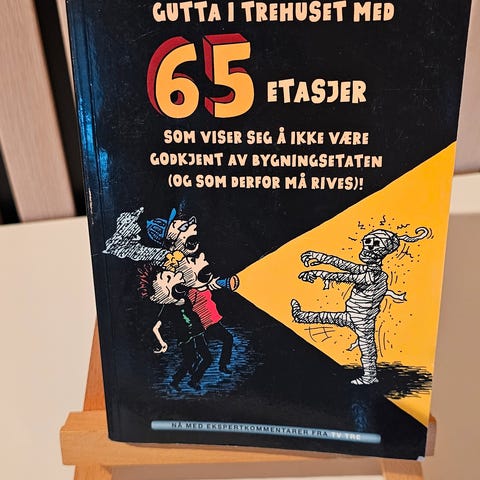 GUTTA I TREHUSET MED
65 ETASJER
SOM VISER SEG Å IKKE VÆRE
GODKJENT AV BYGNINGSETATEN
(OG SOM DERFOR MÅ RIVES)!
NÅ MED EKSPERTKOMMENTARER FRA TV TRE